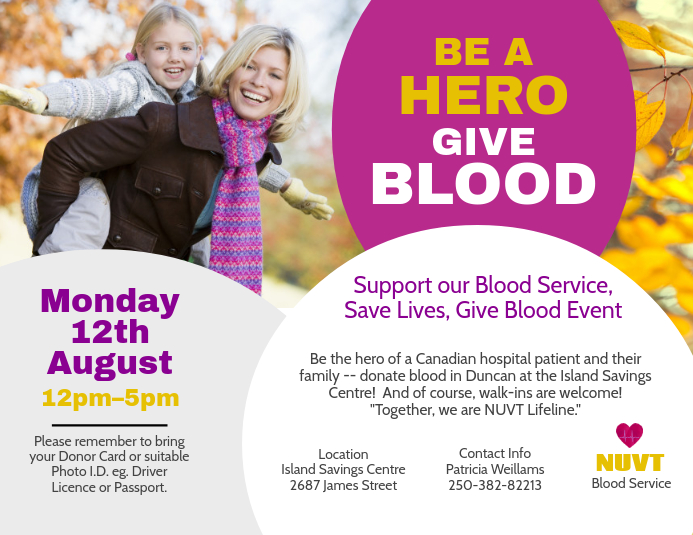 BE A
HERO
GIVE
BLOOD
Monday
12th
August
12pm–5pm
Please remember to bring
your Donor Card or suitable
Photo I.D. eg. Driver
Licence or Passport.
Support our Blood Service,
Save Lives, Give Blood Event
Be the hero of a Canadian hospital patient and their
family -- donate blood in Duncan at the Island Savings
Centre!  And of course, walk-ins are welcome!
"Together, we are NUVT Lifeline."
Location
Island Savings Centre
2687 James Street
Contact Info
Patricia Weillams
250-382-82213
NUVT
Blood Service